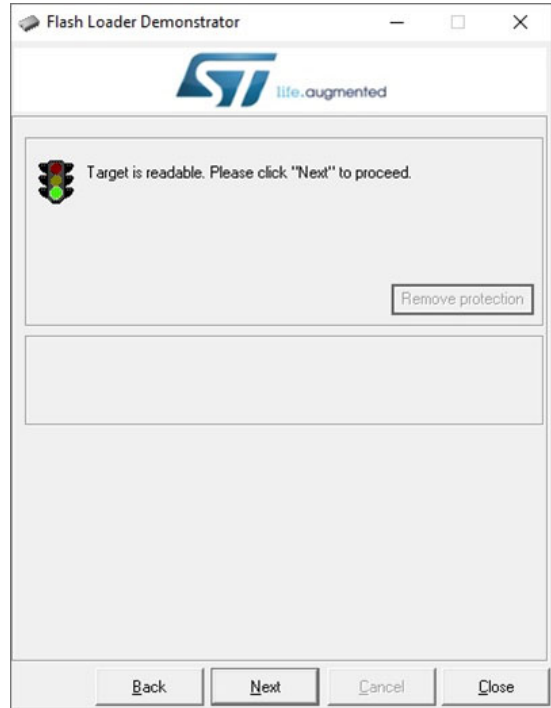 Flash Loader Demonstrator
ST life.augmented
Target is readable. Please click "Next" to proceed.
Remove protection
Back Next Cancel Close